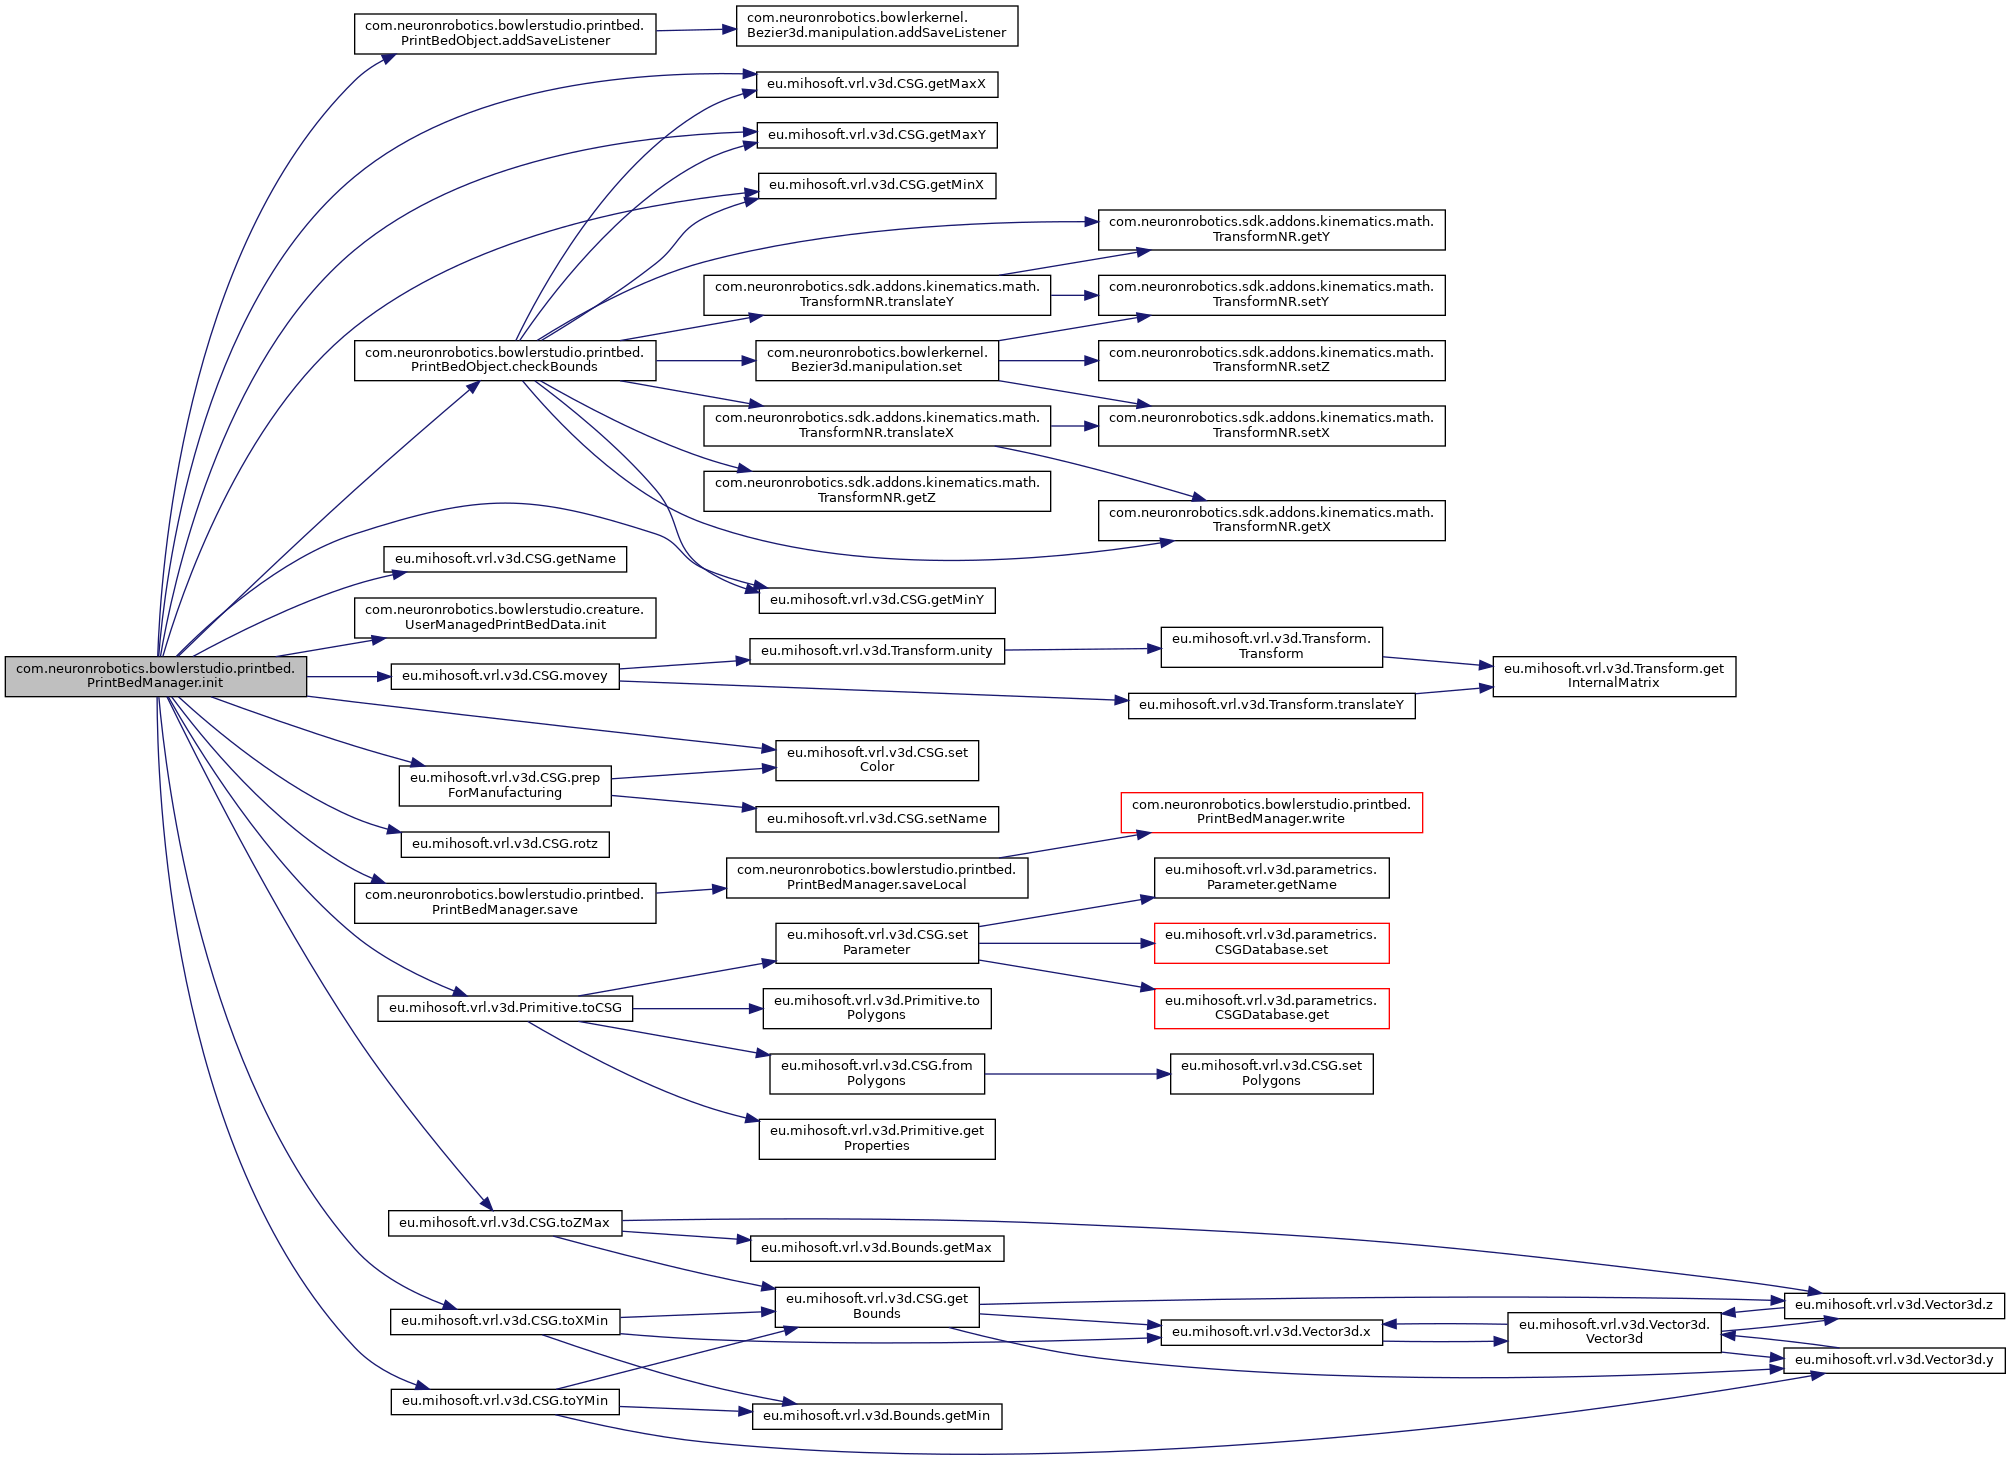 com.neuronrobotics.bowlerstudio.printbed.
PrintBedManager.init
com.neuronrobotics.bowlerstudio.printbed.
PrintBedObject.addSaveListener
com.neuronrobotics.bowlerkernel.
Bezier3d.manipulation.addSaveListener
eu.mihosoft.vrl.v3d.CSG.getMaxX
eu.mihosoft.vrl.v3d.CSG.getMaxY
eu.mihosoft.vrl.v3d.CSG.getMinX
com.neuronrobotics.sdk.addons.kinematics.math.
TransformNR.getY
com.neuronrobotics.sdk.addons.kinematics.math.
TransformNR.translateY
com.neuronrobotics.sdk.addons.kinematics.math.
TransformNR.setY
com.neuronrobotics.bowlerstudio.printbed.
PrintBedObject.checkBounds
com.neuronrobotics.bowlerkernel.
Bezier3d.manipulation.set
com.neuronrobotics.sdk.addons.kinematics.math.
TransformNR.setZ
com.neuronrobotics.sdk.addons.kinematics.math.
TransformNR.translateX
com.neuronrobotics.sdk.addons.kinematics.math.
TransformNR.setX
com.neuronrobotics.sdk.addons.kinematics.math.
TransformNR.getZ
com.neuronrobotics.sdk.addons.kinematics.math.
TransformNR.getX
eu.mihosoft.vrl.v3d.CSG.getName
eu.mihosoft.vrl.v3d.CSG.getMinY
com.neuronrobotics.bowlerstudio.creature.
UserManagedPrintBedData.init
eu.mihosoft.vrl.v3d.CSG.movey
eu.mihosoft.vrl.v3d.Transform.unity
eu.mihosoft.vrl.v3d.Transform.
Transform
eu.mihosoft.vrl.v3d.Transform.get
InternalMatrix
eu.mihosoft.vrl.v3d.Transform.translateY
eu.mihosoft.vrl.v3d.CSG.set
Color
eu.mihosoft.vrl.v3d.CSG.prep
ForManufacturing
eu.mihosoft.vrl.v3d.CSG.setName
eu.mihosoft.vrl.v3d.CSG.rotz
com.neuronrobotics.bowlerstudio.printbed.
PrintBedManager.write
com.neuronrobotics.bowlerstudio.printbed.
PrintBedManager.save
com.neuronrobotics.bowlerstudio.printbed.
PrintBedManager.saveLocal
eu.mihosoft.vrl.v3d.parametrics.
Parameter.getName
eu.mihosoft.vrl.v3d.CSG.set
Parameter
eu.mihosoft.vrl.v3d.parametrics.
CSGDatabase.set
eu.mihosoft.vrl.v3d.Primitive.toCSG
eu.mihosoft.vrl.v3d.Primitive.to
Polygons
eu.mihosoft.vrl.v3d.parametrics.
CSGDatabase.get
eu.mihosoft.vrl.v3d.CSG.from
Polygons
eu.mihosoft.vrl.v3d.CSG.set
Polygons
eu.mihosoft.vrl.v3d.Primitive.get
Properties
eu.mihosoft.vrl.v3d.CSG.toZMax
eu.mihosoft.vrl.v3d.Bounds.getMax
eu.mihosoft.vrl.v3d.CSG.get
Bounds
eu.mihosoft.vrl.v3d.Vector3d.z
eu.mihosoft.vrl.v3d.CSG.toXMin
eu.mihosoft.vrl.v3d.Vector3d.x
eu.mihosoft.vrl.v3d.Vector3d.
Vector3d
eu.mihosoft.vrl.v3d.Vector3d.y
eu.mihosoft.vrl.v3d.CSG.toYMin
eu.mihosoft.vrl.v3d.Bounds.getMin